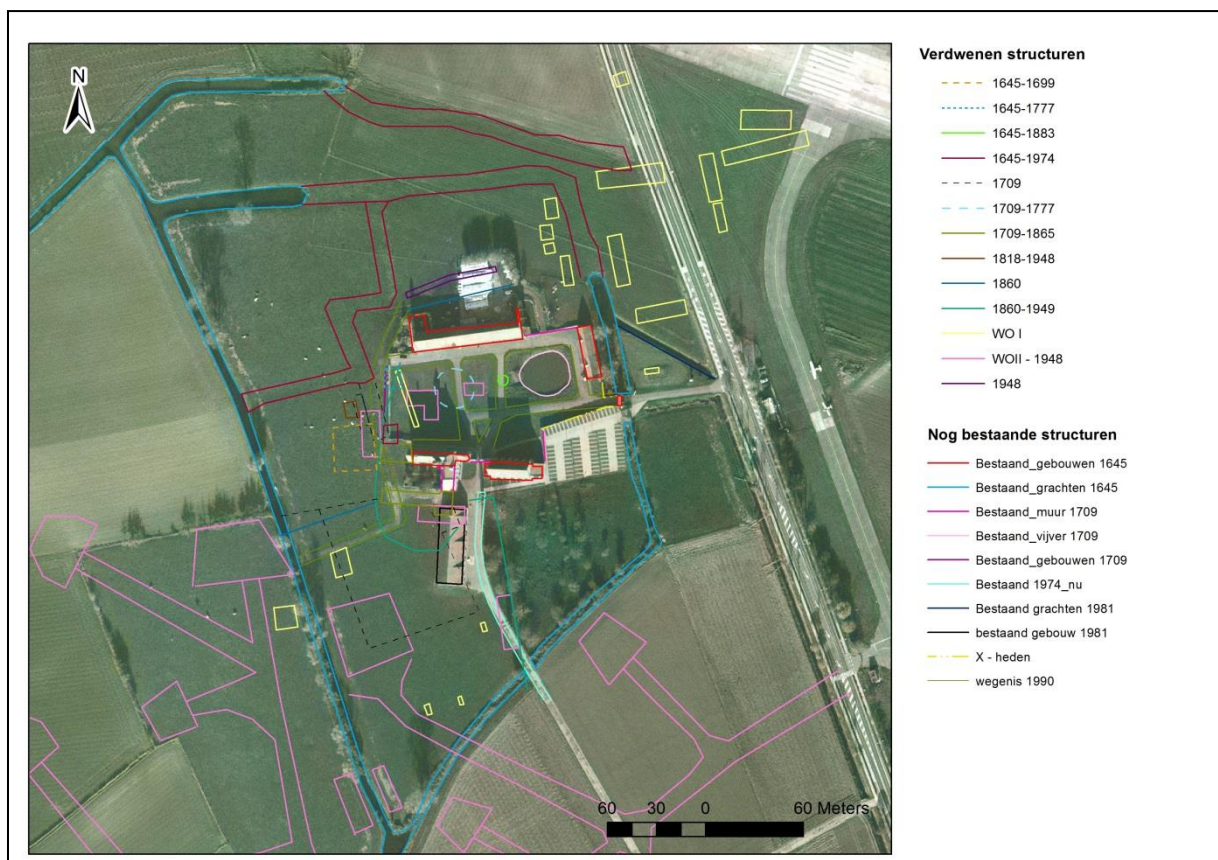 N
60 30 0 60 Meters
Verdwenen structuren
1645-1699
1645-1777
1645-1883
1645-1974
1709
1709-1777
1709-1865
1818-1948
1860
1860-1949
WO I
WOII - 1948
1948
Nog bestaande structuren
Bestaand_gebouwen 1645
Bestaand_grachten 1645
Bestaand_muur 1709
Bestaand_vijver 1709
Bestaand_gebouwen 1709
Bestaand 1974_nu
Bestaand grachten 1981
bestaand gebouw 1981
X - heden
wegenis 1990